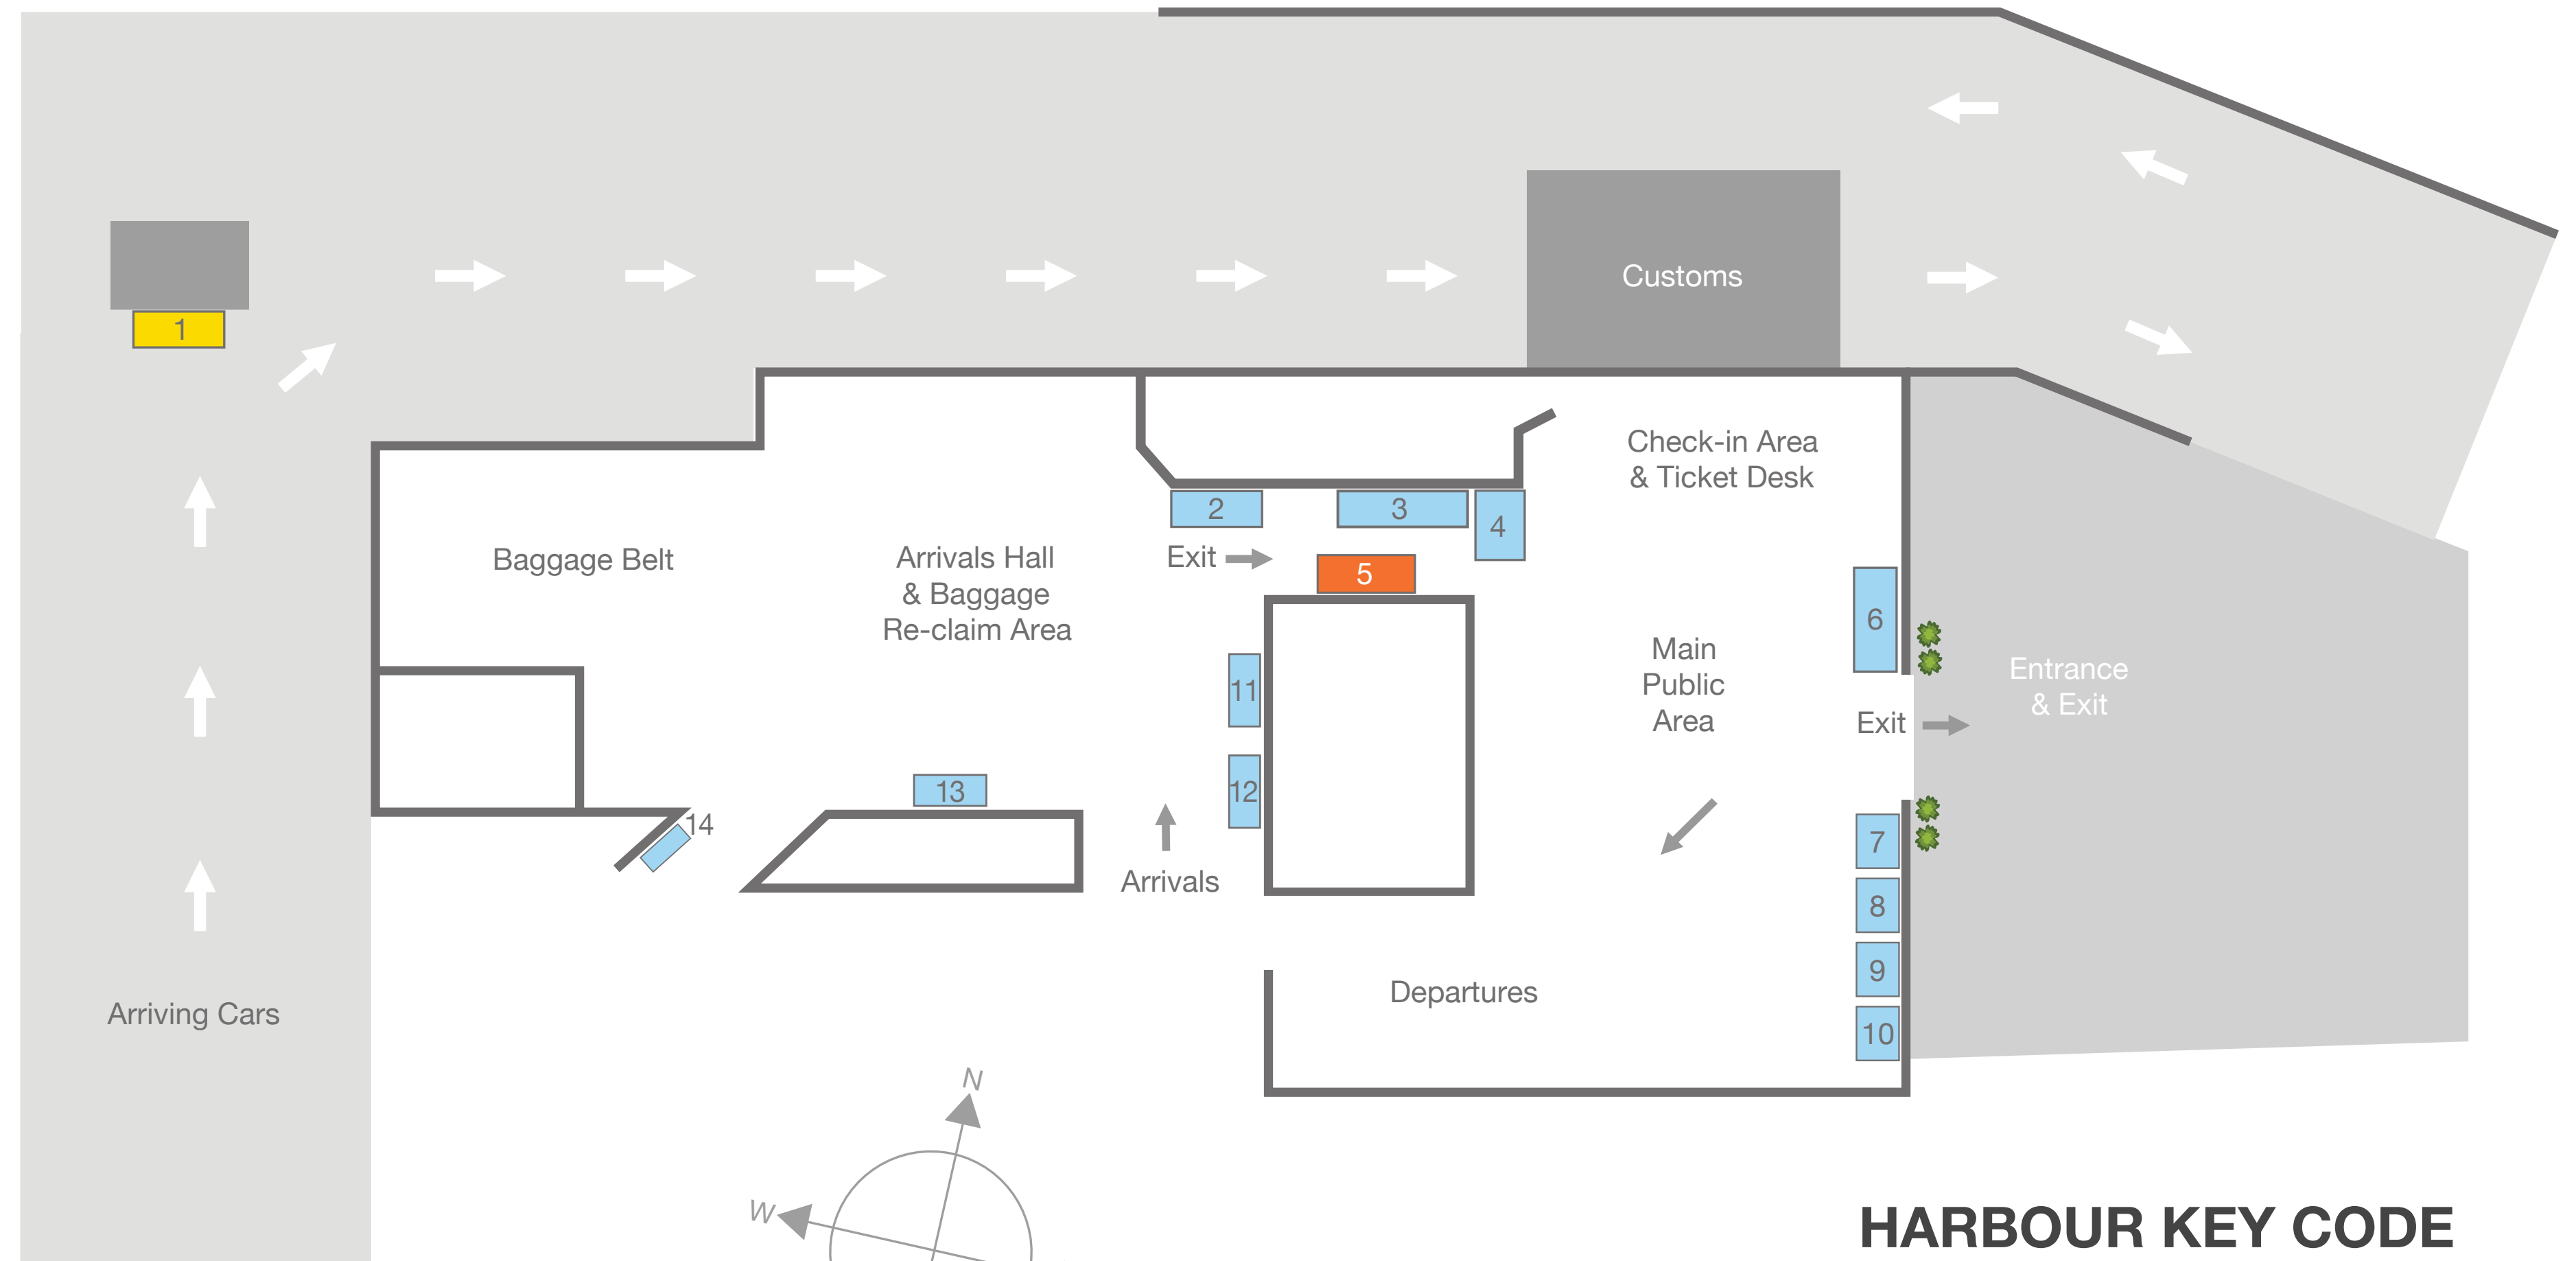 Customs
1
Check-in Area
& Ticket Desk
2
3
4
Exit
5
Baggage Belt
Arrivals Hall
& Baggage
Re-claim Area
6
Main
Public
Area
Entrance
& Exit
11
Exit
12
13
14
7
Arrivals
8
9
Departures
10
Arriving Cars
N
W
HARBOUR KEY CODE